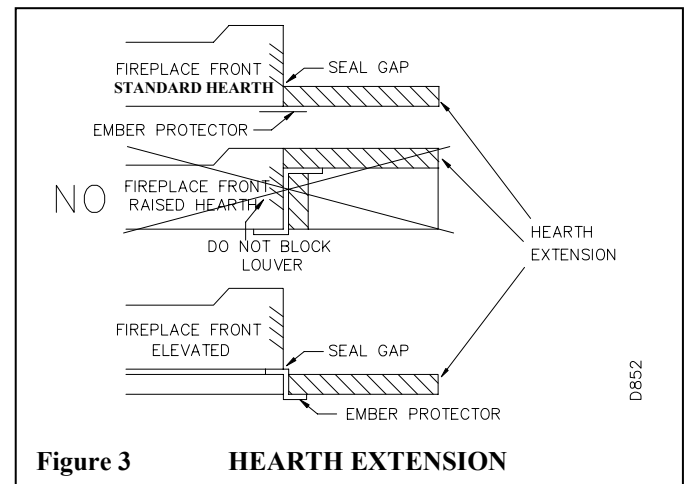 FIREPLACE FRONT
STANDARD HEARTH
SEAL GAP
EMBER PROTECTOR
NO
FIREPLACE FRONT
RAISED HEARTH
DO NOT BLOCK
LOUVER
HEARTH
EXTENSION
FIREPLACE FRONT
ELEVATED
SEAL GAP
EMBER PROTECTOR
D852
Figure 3 HEARTH EXTENSION